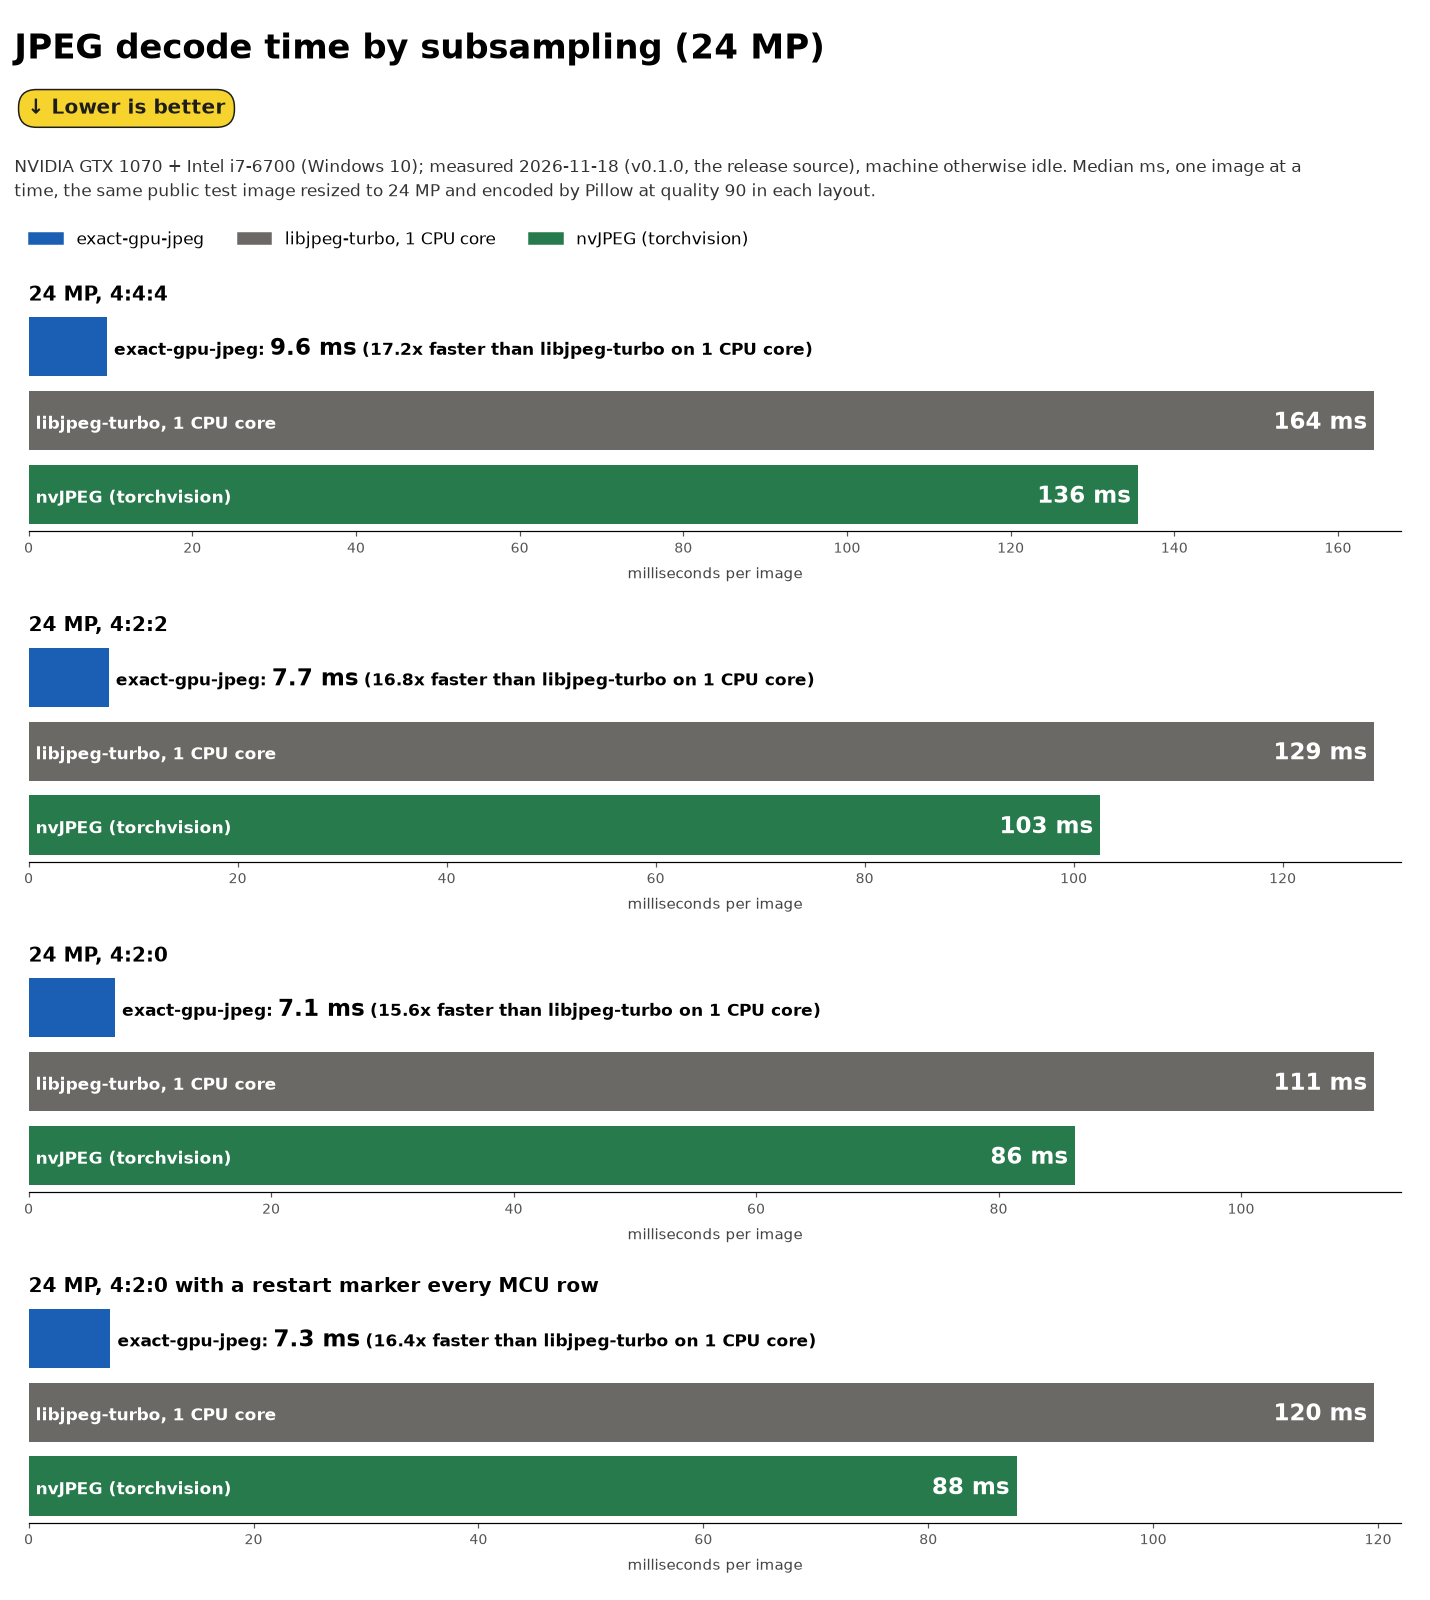 JPEG decode time by subsampling (24 MP)
↓ Lower is better
NVIDIA GTX 1070 + Intel i7-6700 (Windows 10); measured 2026-11-18 (v0.1.0, the release source), machine otherwise idle. Median ms, one image at a
time, the same public test image resized to 24 MP and encoded by Pillow at quality 90 in each layout.
exact-gpu-jpeg libjpeg-turbo, 1 CPU core nvJPEG (torchvision)
24 MP, 4:4:4
exact-gpu-jpeg: 9.6 ms (17.2x faster than libjpeg-turbo on 1 CPU core)
libjpeg-turbo, 1 CPU core 164 ms
nvJPEG (torchvision) 136 ms
0 20 40 60 80 100 120 140 160
milliseconds per image
24 MP, 4:2:2
exact-gpu-jpeg: 7.7 ms (16.8x faster than libjpeg-turbo on 1 CPU core)
libjpeg-turbo, 1 CPU core 129 ms
nvJPEG (torchvision) 103 ms
0 20 40 60 80 100 120
milliseconds per image
24 MP, 4:2:0
exact-gpu-jpeg: 7.1 ms (15.6x faster than libjpeg-turbo on 1 CPU core)
libjpeg-turbo, 1 CPU core 111 ms
nvJPEG (torchvision) 86 ms
0 20 40 60 80 100
milliseconds per image
24 MP, 4:2:0 with a restart marker every MCU row
exact-gpu-jpeg: 7.3 ms (16.4x faster than libjpeg-turbo on 1 CPU core)
libjpeg-turbo, 1 CPU core 120 ms
nvJPEG (torchvision) 88 ms
0 20 40 60 80 100 120
milliseconds per image